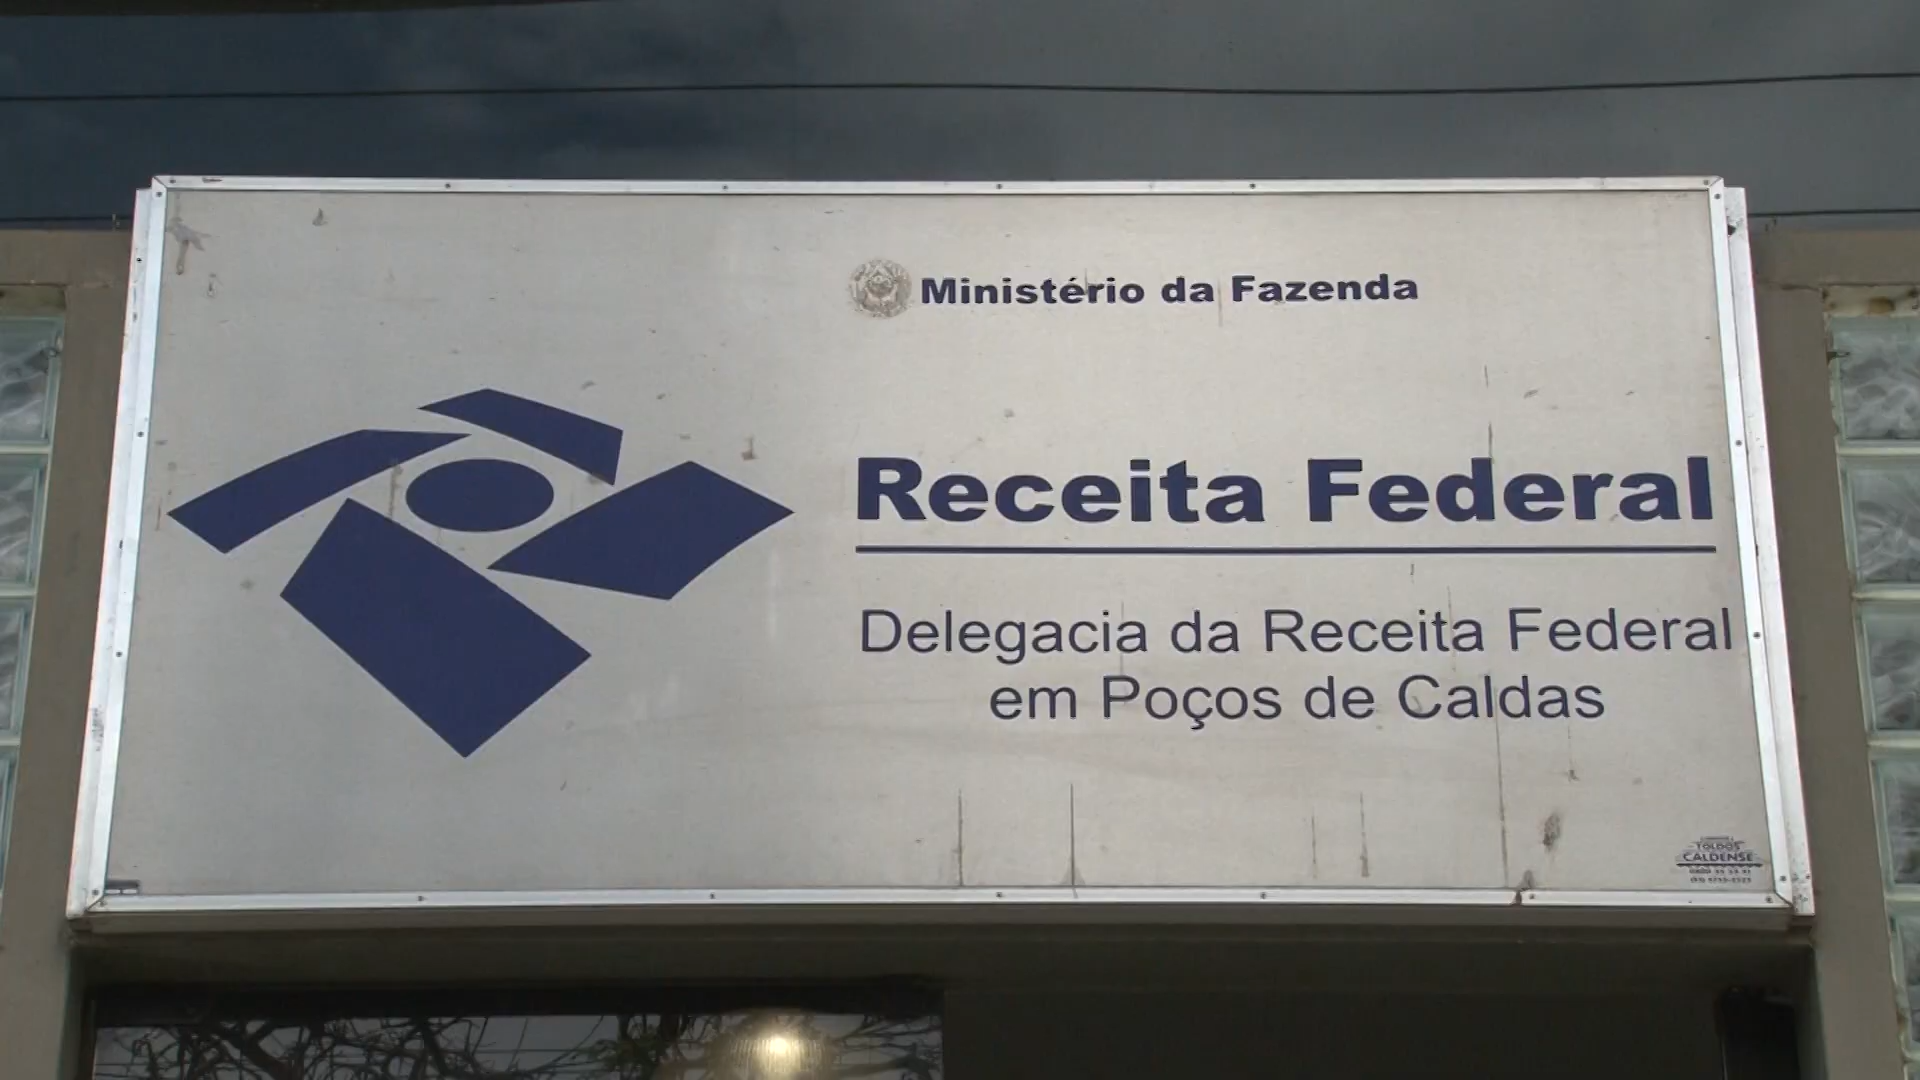 Ministério da Fazenda
Receita Federal
Delegacia da Receita Federal
em Poços de Caldas
TOLDOS
CALDENSE